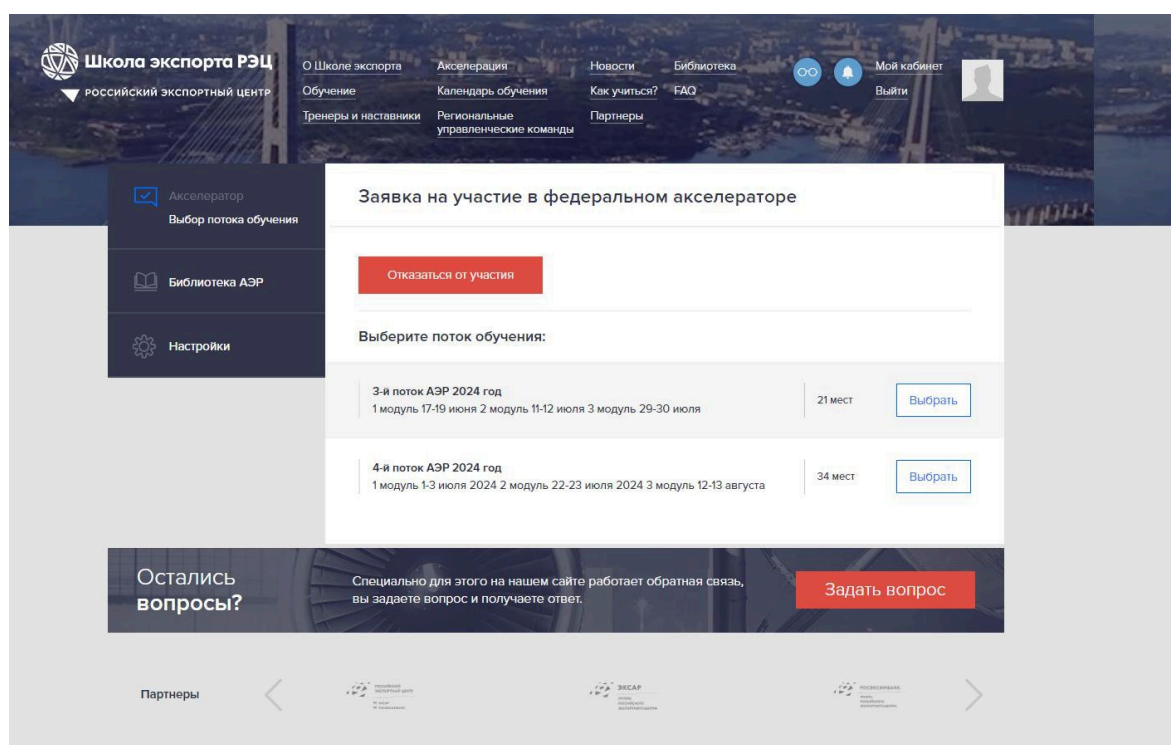 Школа экспорта РЭЦ
РОССИЙСКИЙ ЭКСПОРТНЫЙ ЦЕНТР
О Школе экспорта
Обучение
Тренеры и наставники
Акселерация
Календарь обучения
Региональные
управленческие команды
Новости
Как учиться?
Партнеры
Библиотека
FAQ
Мой кабинет
Выйти
Акселератор
Выбор потока обучения
Библиотека АЭР
Настройки
Заявка на участие в федеральном акселераторе
Отказаться от участия
Выберите поток обучения:
3-й поток АЭР 2024 год
1 модуль 17-19 июня 2 модуль 11-12 июля 3 модуль 29-30 июля
21 мест
Выбрать
4-й поток АЭР 2024 год
1 модуль 1-3 июля 2024 2 модуль 22-23 июля 2024 3 модуль 12-13 августа
34 мест
Выбрать
Остались
вопросы?
Специально для этого на нашем сайте работает обратная связь,
вы задаете вопрос и получаете ответ.
Задать вопрос
Партнеры
РОССИЙСКИЙ
ЭКСПОРТНЫЙ ЦЕНТР
ЭКСАР
РОСЭКСИМБАНК